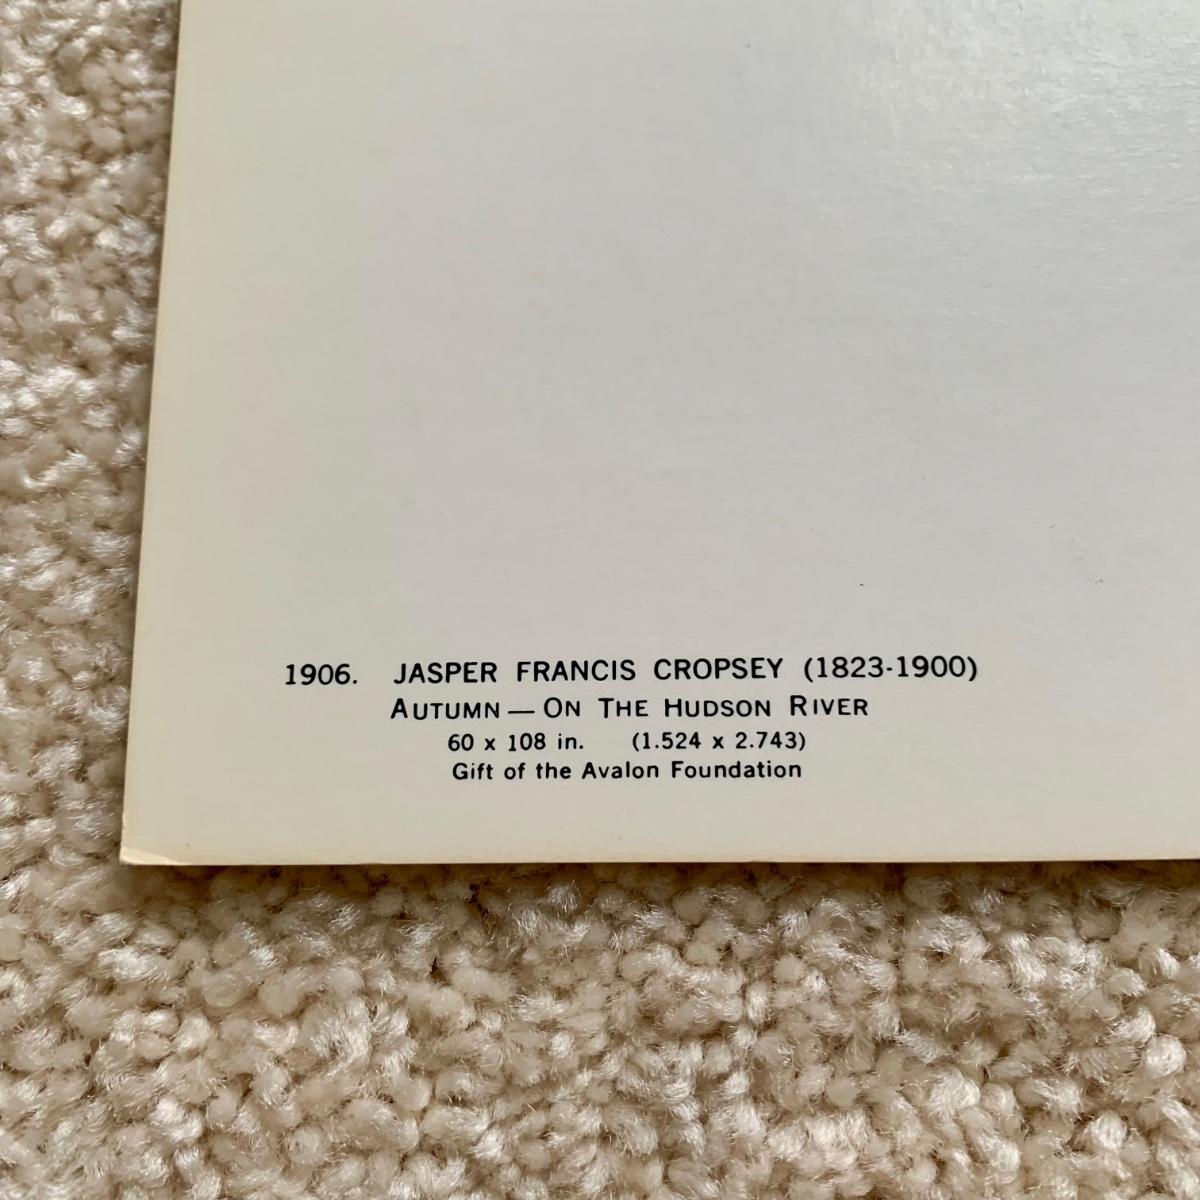 1906. JASPER FRANCIS CROPSEY (1823-1900)
AUTUMN — ON THE HUDSON RIVER
60 x 108 in. (1.524 x 2.743)
Gift of the Avalon Foundation